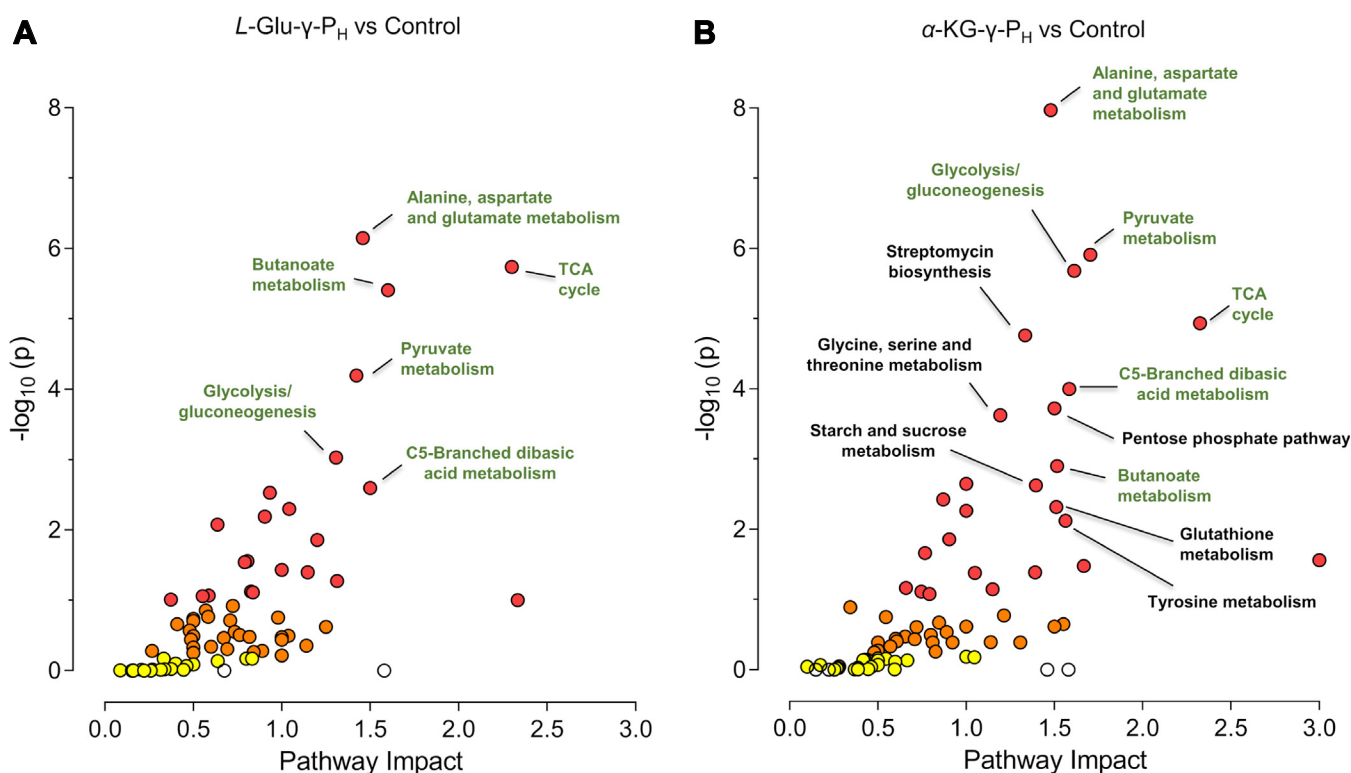 A
L-Glu-γ-PH vs Control
8
6
4
2
0
-log10 (p)
Alanine, aspartate
and glutamate metabolism
Butanoate
metabolism
TCA
cycle
Pyruvate
metabolism
Glycolysis/
gluconeogenesis
C5-Branched dibasic
acid metabolism
0.0 0.5 1.0 1.5 2.0 2.5 3.0
Pathway Impact
B
α-KG-γ-PH vs Control
8
6
4
2
0
-log10 (p)
Alanine, aspartate
and glutamate
metabolism
Glycolysis/
gluconeogenesis
Pyruvate
metabolism
Streptomycin
biosynthesis
TCA
cycle
Glycine, serine and
threonine metabolism
C5-Branched dibasic
acid metabolism
Starch and sucrose
metabolism
Pentose phosphate pathway
Butanoate
metabolism
Glutathione
metabolism
Tyrosine metabolism
0.0 0.5 1.0 1.5 2.0 2.5 3.0
Pathway Impact